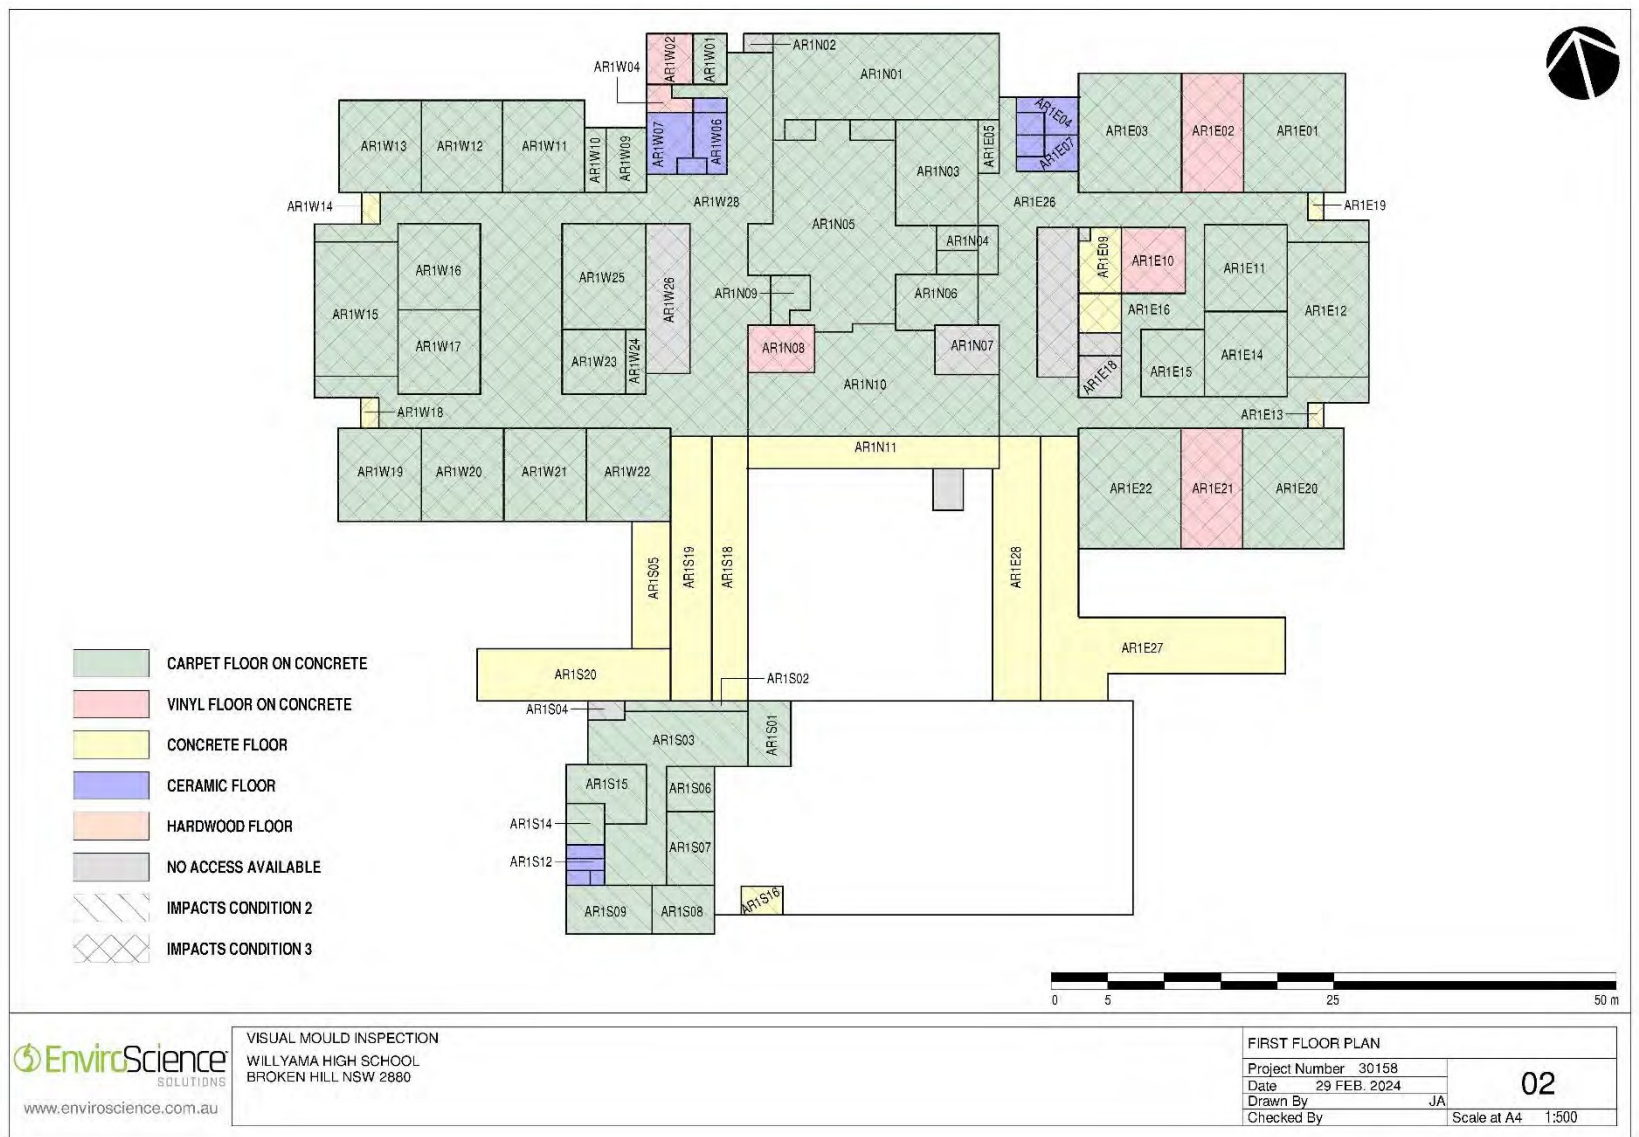 AR1N02
AR1W02
AR1W01
AR1W04
AR1N01
AR1E04
AR1E03
AR1E02
AR1E01
AR1W13
AR1W12
AR1W11
AR1W10
AR1W09
AR1W07
AR1W06
AR1E05
AR1E07
AR1N03
AR1W14
AR1W28
AR1E26
AR1E19
AR1N05
AR1N04
AR1W16
AR1W25
AR1W26
AR1E09
AR1E10
AR1E11
AR1N09
AR1N06
AR1W15
AR1E16
AR1E12
AR1W17
AR1W23
AR1W24
AR1N08
AR1N07
AR1E18
AR1E15
AR1E14
AR1N10
AR1W18
AR1E13
AR1N11
AR1W19
AR1W20
AR1W21
AR1W22
AR1E22
AR1E21
AR1E20
AR1S05
AR1S19
AR1S18
AR1E28
AR1E27
AR1S20
AR1S02
AR1S04
AR1S03
AR1S01
AR1S15
AR1S06
AR1S14
AR1S07
AR1S12
AR1S09
AR1S08
AR1S16
CARPET FLOOR ON CONCRETE
VINYL FLOOR ON CONCRETE
CONCRETE FLOOR
CERAMIC FLOOR
HARDWOOD FLOOR
NO ACCESS AVAILABLE
IMPACTS CONDITION 2
IMPACTS CONDITION 3
0 5 25 50 m
EnviroScience
SOLUTIONS
www.enviroscience.com.au
VISUAL MOULD INSPECTION
WILLYAMA HIGH SCHOOL
BROKEN HILL NSW 2880
FIRST FLOOR PLAN
Project Number 30158
Date 29 FEB. 2024
Drawn By JA
Checked By
02
Scale at A4 1:500